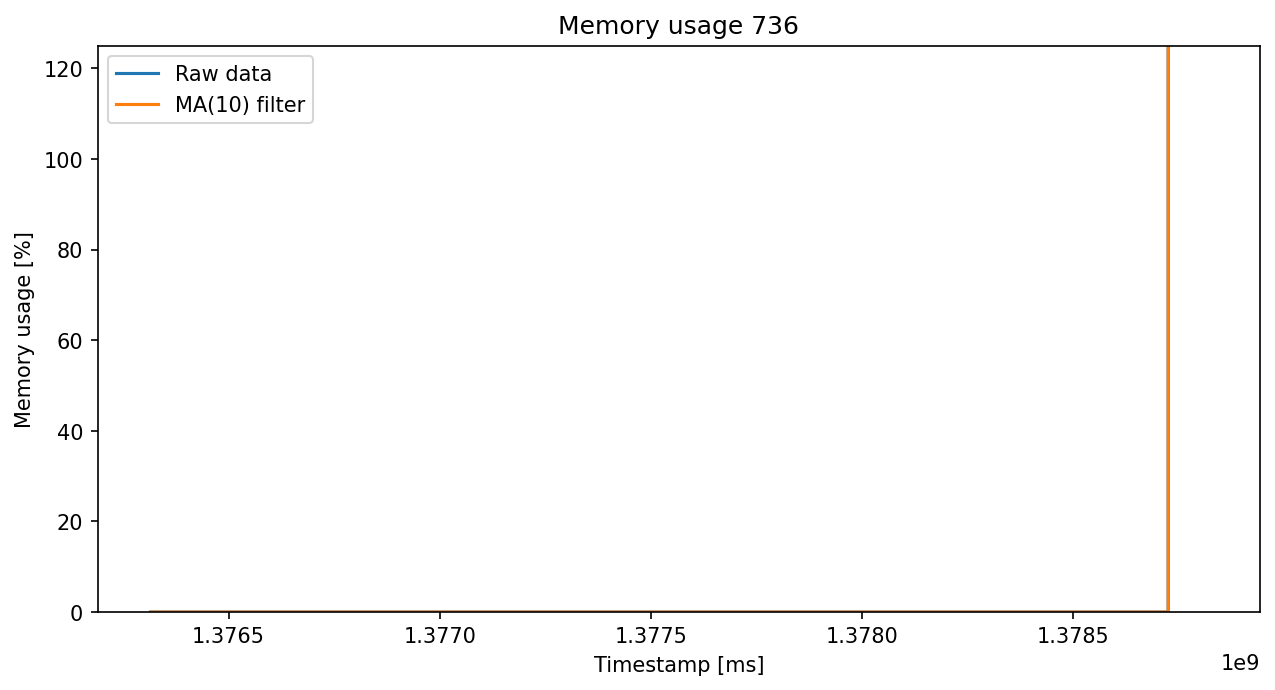 Memory usage 736
Raw data
MA(10) filter
120
100
80
60
40
20
0
Memory usage [%]
1.3765 1.3770 1.3775 1.3780 1.3785
1e9
Timestamp [ms]